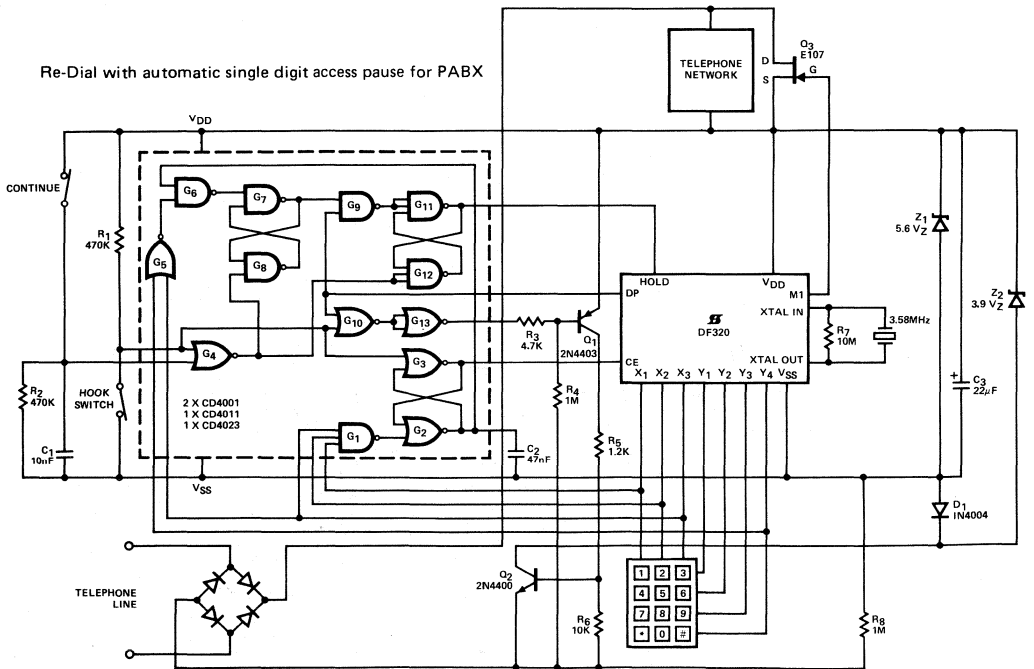 Re-Dial with automatic single digit access pause for PABX
TELEPHONE
NETWORK
Q3
E107
D
S
G
VDD
CONTINUE
R1
470K
G6
G7
G9
G11
G8
G12
G5
G10
G13
G4
G3
G1
G2
R2
470K
HOOK
SWITCH
C1
10nF
2 X CD4001
1 X CD4011
1 X CD4023
VSS
C2
47nF
R3
4.7K
R4
1M
Q1
2N4403
R5
1.2K
HOLD
VDD
M1
DP
XTAL IN
DF320
CE
XTAL OUT
X1 X2 X3 Y1 Y2 Y3 Y4 VSS
R7
10M
3.58MHz
Z1
5.6 VZ
Z2
3.9 VZ
+
C3
22μF
D1
IN4004
TELEPHONE
LINE
Q2
2N4400
R6
10K
1 2 3
4 5 6
7 8 9
* 0 #
R8
1M